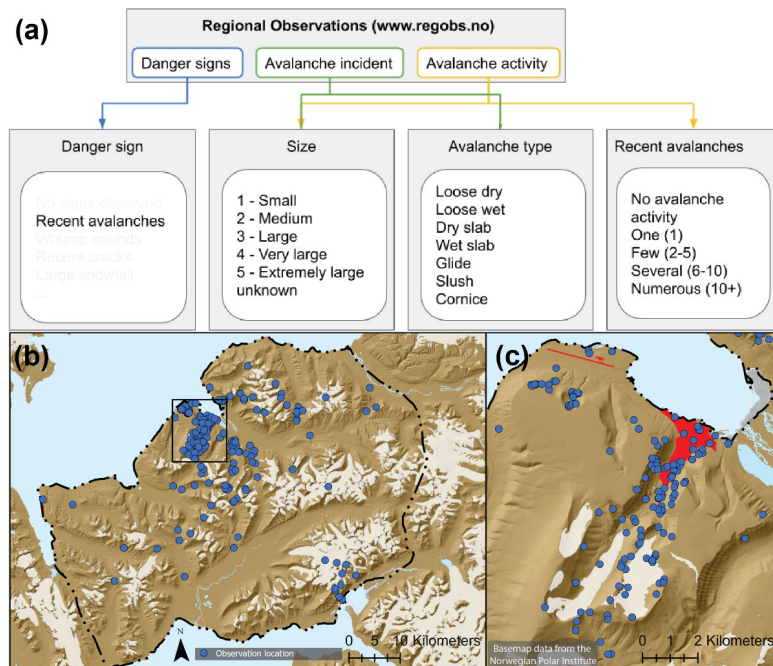 (a)
Regional Observations (www.regobs.no)
Danger signs
Avalanche incident
Avalanche activity
Danger sign
No signs observed
Recent avalanches
Whump sounds
Recent cracks
Large snowfall
...
Size
1 - Small
2 - Medium
3 - Large
4 - Very large
5 - Extremely large
unknown
Avalanche type
Loose dry
Loose wet
Dry slab
Wet slab
Glide
Slush
Cornice
Recent avalanches
No avalanche
activity
One (1)
Few (2-5)
Several (6-10)
Numerous (10+)
(b)
N
Observation location
0 5 10 Kilometers
(c)
Basemap data from the
Norwegian Polar Institute
0 1 2 Kilometers